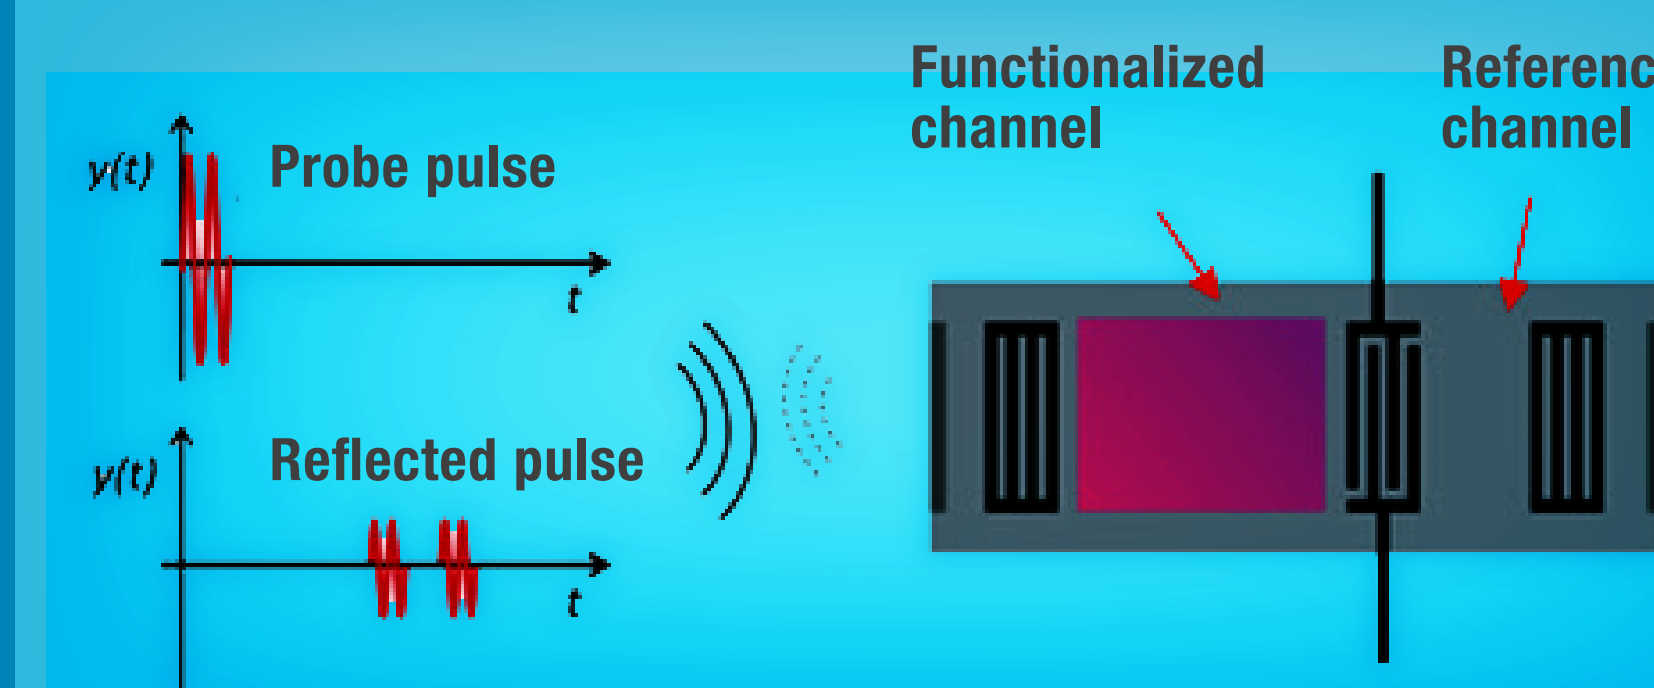 Functionalized
channel
Referenc
channel
y(t)
Probe pulse
t
y(t)
Reflected pulse
t